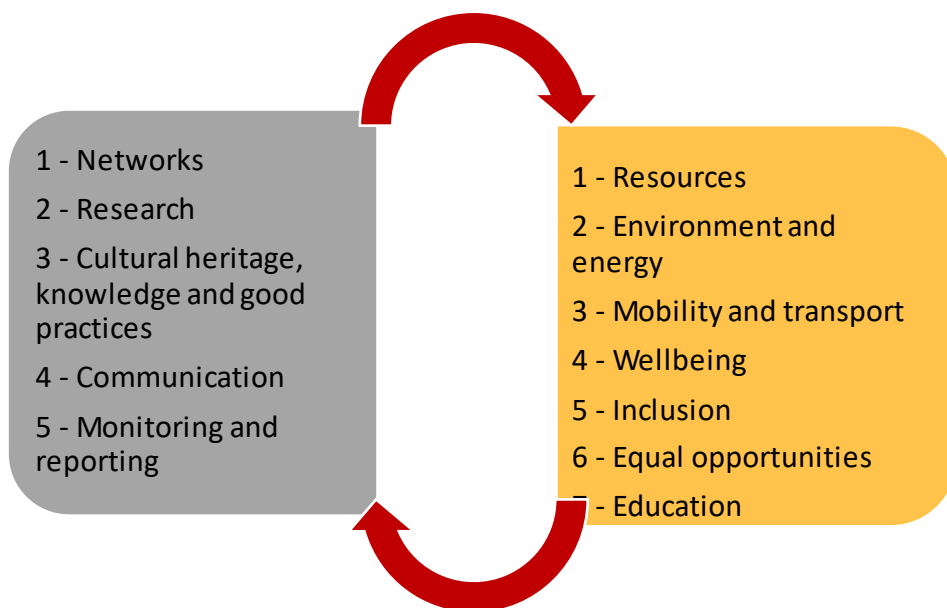 1 - Networks
2 - Research
3 - Cultural heritage,
knowledge and good
practices
4 - Communication
5 - Monitoring and
reporting
1 - Resources
2 - Environment and
energy
3 - Mobility and transport
4 - Wellbeing
5 - Inclusion
6 - Equal opportunities
7 - Education